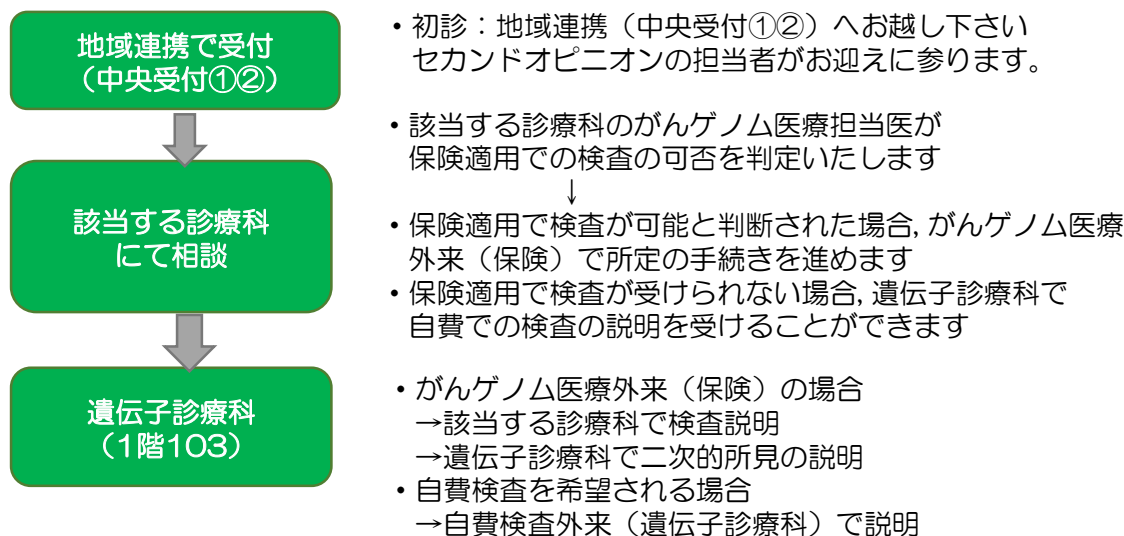 地域連携で受付
（中央受付①②）
・初診：地域連携（中央受付①②）へお越し下さい
セカンドオピニオンの担当者がお迎えに参ります。
該当する診療科
にて相談
・該当する診療科のがんゲノム医療担当医が
保険適用での検査の可否を判定いたします
↓
・保険適用で検査が可能と判断された場合, がんゲノム医療
外来（保険）で所定の手続きを進めます
・保険適用で検査が受けられない場合, 遺伝子診療科で
自費での検査の説明を受けることができます
遺伝子診療科
（1階103）
・がんゲノム医療外来（保険）の場合
→該当する診療科で検査説明
→遺伝子診療科で二次的所見の説明
・自費検査を希望される場合
→自費検査外来（遺伝子診療科）で説明